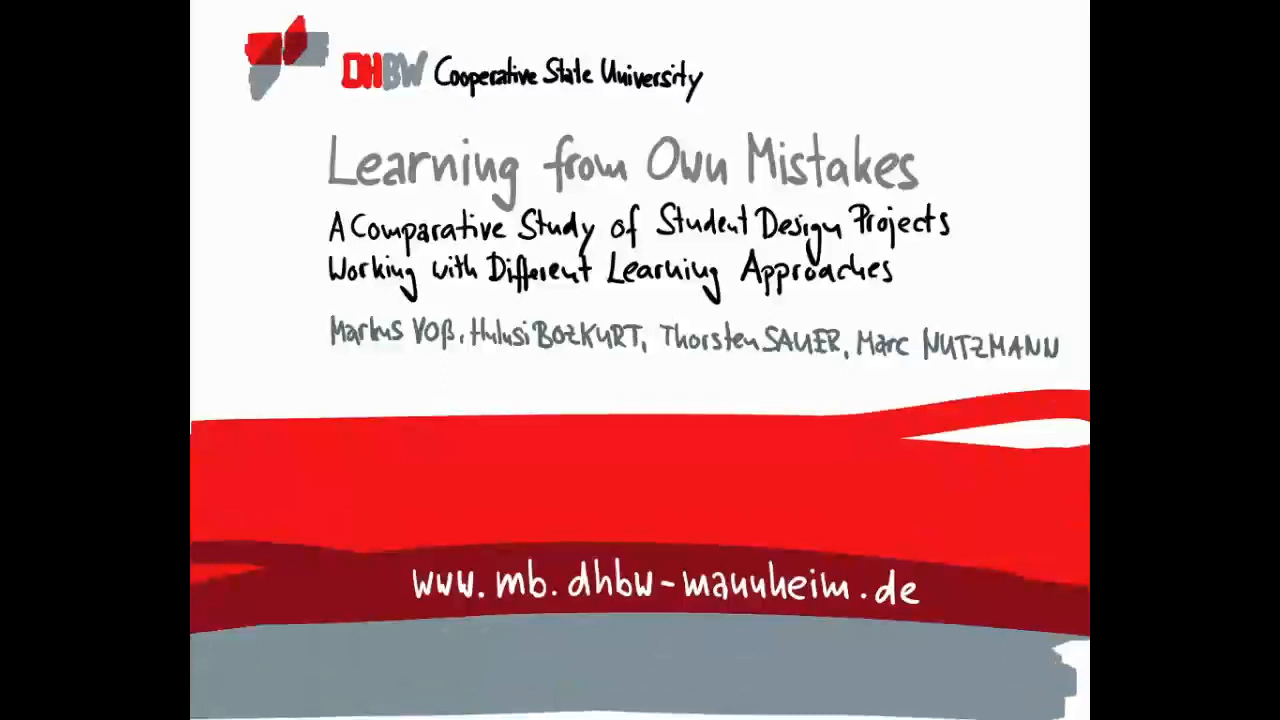 DHBW Cooperative State University
Learning from Own Mistakes
A Comparative Study of Student Design Projects
Working with Different Learning Approaches
Markus VOß, Hulusi BOZKURT, Thorsten SAUER, Marc NUTZMANN
www.mb.dhbw-mannheim.de